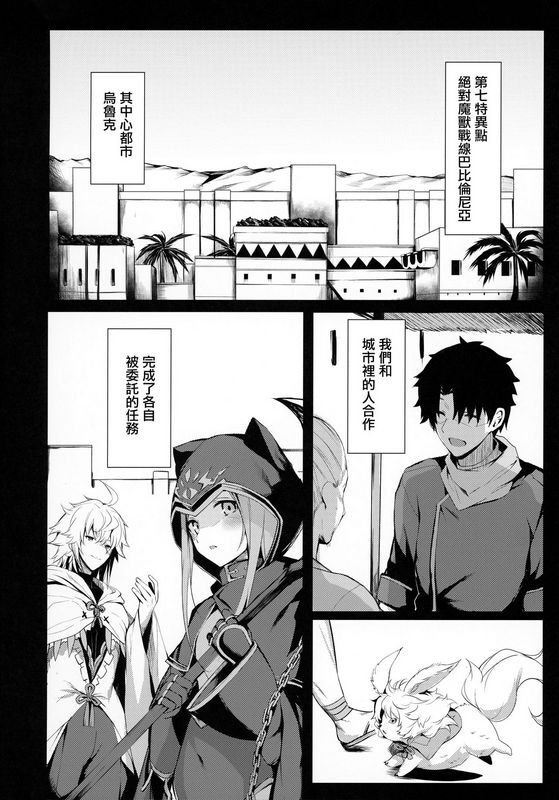 第七特異點
絕對魔獸戰線巴比倫尼亞
其中心都市
烏魯克
我們和
城市裡的人合作
完成了各自
被委託的任務